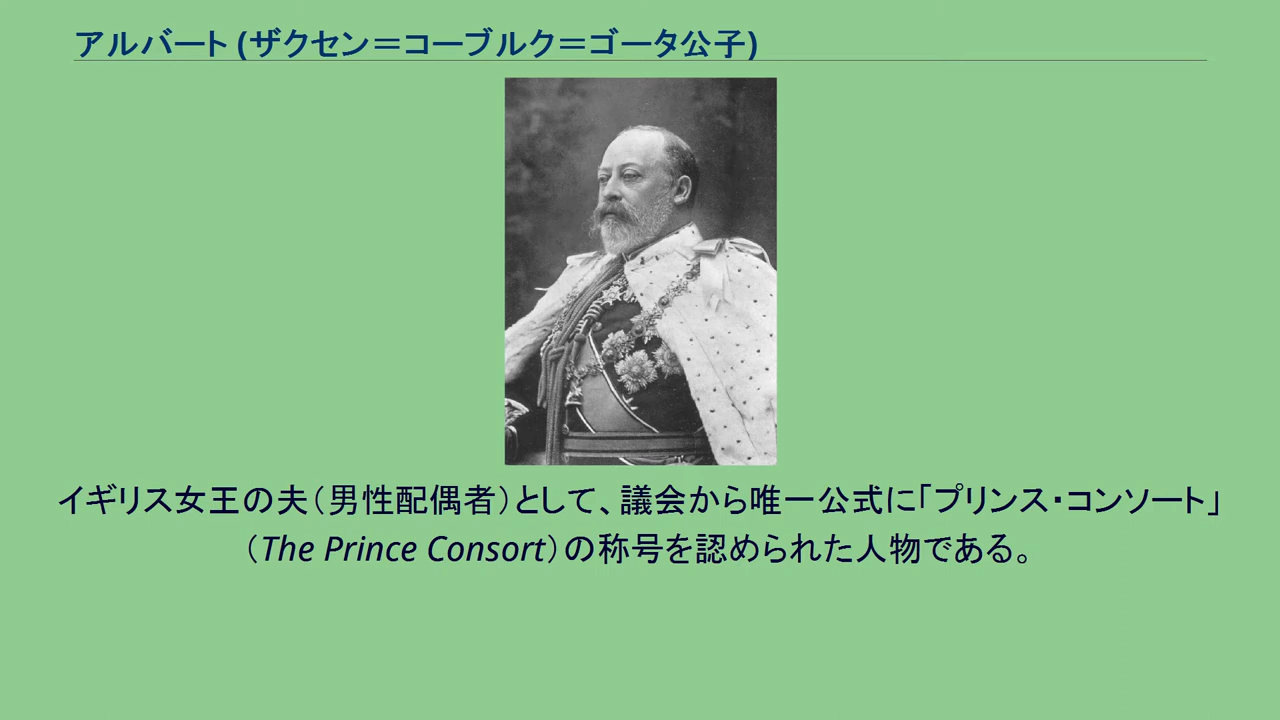 アルバート (ザクセン＝コーブルク＝ゴータ公子)
イギリス女王の夫（男性配偶者）として、議会から唯一公式に「プリンス・コンソート」
（The Prince Consort）の称号を認められた人物である。